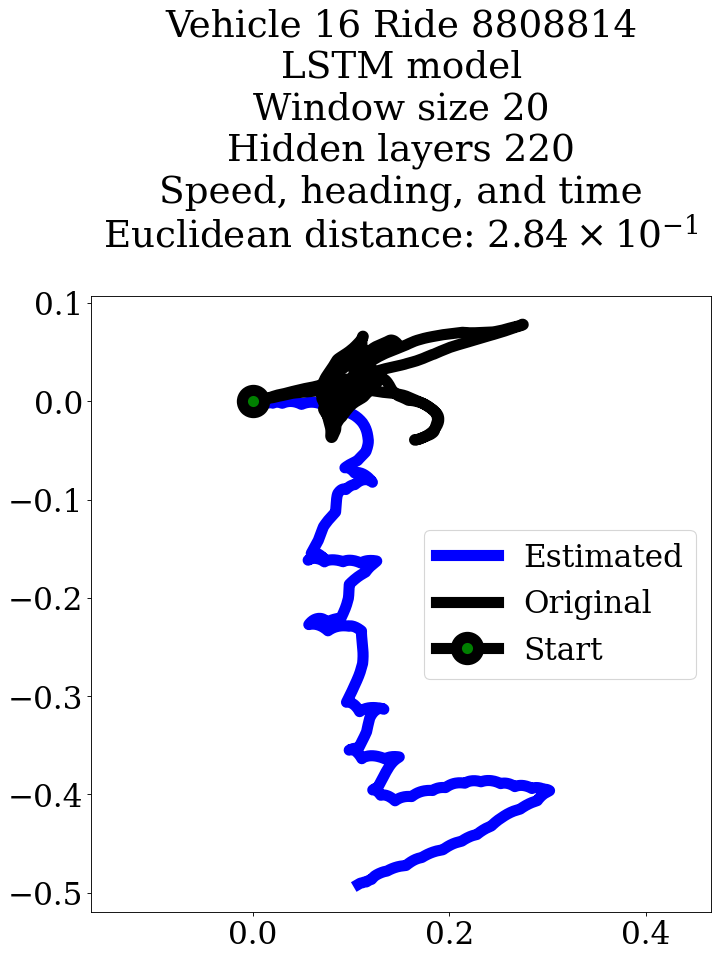 Vehicle 16 Ride 8808814
LSTM model
Window size 20
Hidden layers 220
Speed, heading, and time
Euclidean distance: 2.84 × 10⁻¹
0.1
0.0
−0.1
−0.2
−0.3
−0.4
−0.5
Estimated
Original
Start
0.0 0.2 0.4